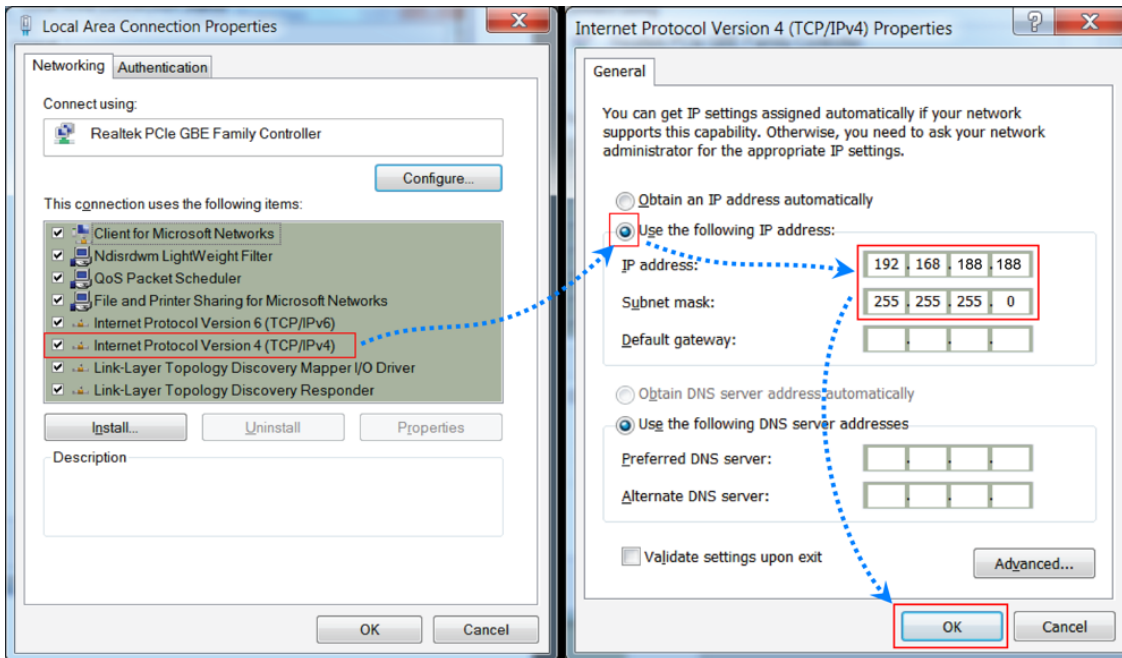 Local Area Connection Properties
Networking
Authentication
Connect using:
Realtek PCIe GBE Family Controller
Configure...
This connection uses the following items:
Client for Microsoft Networks
Ndisrdwm LightWeight Filter
QoS Packet Scheduler
File and Printer Sharing for Microsoft Networks
Internet Protocol Version 6 (TCP/IPv6)
Internet Protocol Version 4 (TCP/IPv4)
Link-Layer Topology Discovery Mapper I/O Driver
Link-Layer Topology Discovery Responder
Install...
Uninstall
Properties
Description
OK
Cancel
Internet Protocol Version 4 (TCP/IPv4) Properties
General
You can get IP settings assigned automatically if your network
supports this capability. Otherwise, you need to ask your network
administrator for the appropriate IP settings.
Obtain an IP address automatically
Use the following IP address:
IP address:
192 . 168 . 188 . 188
Subnet mask:
255 . 255 . 255 . 0
Default gateway:
. . .
Obtain DNS server address automatically
Use the following DNS server addresses
Preferred DNS server:
. . .
Alternate DNS server:
. . .
Validate settings upon exit
Advanced...
OK
Cancel